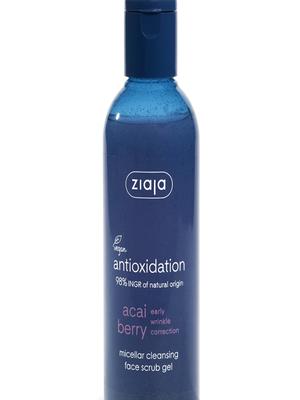 ziaja
vegan
antioxidation
98% INGR of natural origin
acai early
berry wrinkle
correction
micellar cleansing
face scrub gel